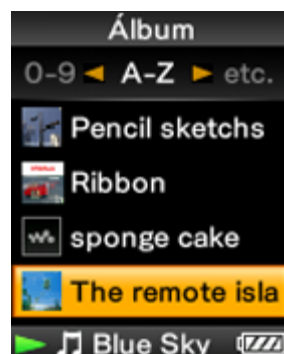 Álbum
0-9 A-Z etc.
Pencil sketchs
Ribbon
sponge cake
The remote isla
Blue Sky